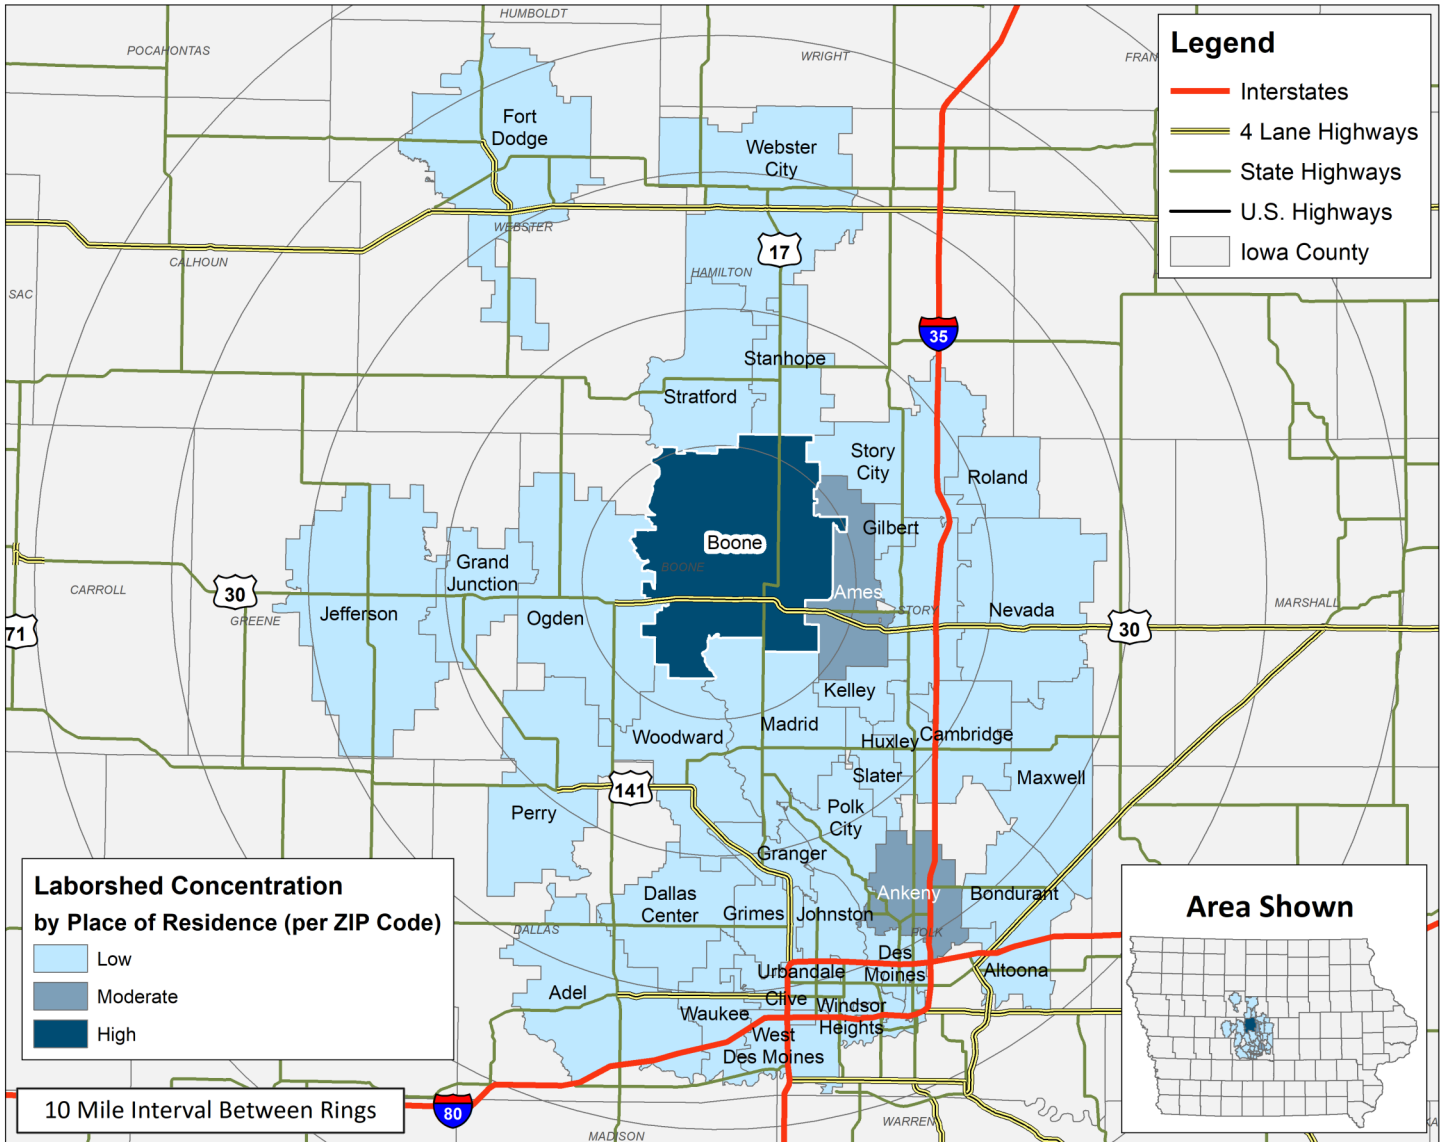 HUMBOLDT
POCAHONTAS
WRIGHT
FRAN
Legend
Interstates
4 Lane Highways
State Highways
U.S. Highways
Iowa County
Fort
Dodge
Webster
City
WEBSTER
17
CALHOUN
HAMILTON
SAC
35
Stanhope
Stratford
Story
City
Roland
Gilbert
Boone
BOONE
Grand
Junction
CARROLL
30
GREENE
Jefferson
Ogden
Ames
STORY
Nevada
MARSHALL
30
71
Kelley
Madrid
Woodward
Huxley
Cambridge
Slater
Maxwell
141
Perry
Polk
City
Granger
Laborshed Concentration
by Place of Residence (per ZIP Code)
Low
Moderate
High
Dallas
Center
Grimes
Johnston
Ankeny
Bondurant
DALLAS
POLK
Des
Moines
Urbandale
Altoona
Adel
Clive
Waukee
Windsor
Heights
West
Des Moines
Area Shown
10 Mile Interval Between Rings
80
WARREN
MADISON